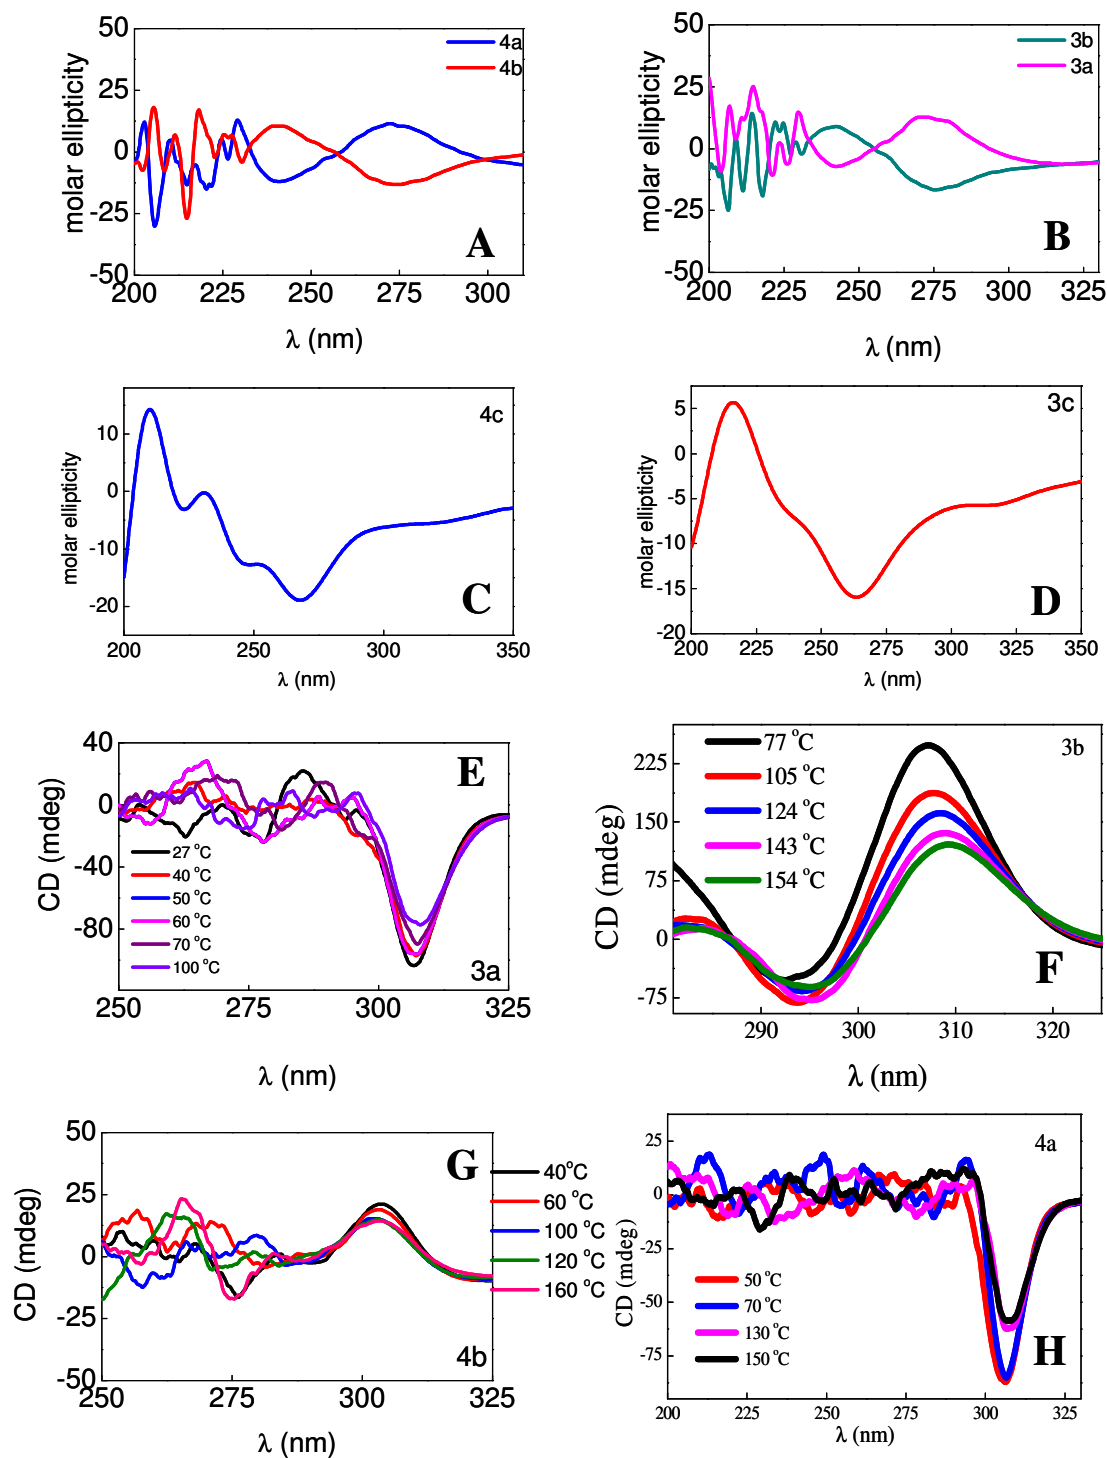 50
25
0
-25
-50
molar ellipticity
4a
4b
A
200 225 250 275 300
λ (nm)
50
25
0
-25
-50
molar ellipticity
3b
3a
B
200 225 250 275 300 325
λ (nm)
10
0
-10
-20
molar ellipticity
4c
C
200 250 300 350
λ (nm)
5
0
-5
-10
-15
-20
molar ellipticity
3c
D
200 225 250 275 300 325 350
λ (nm)
40
0
-40
-80
CD (mdeg)
E
27 °C
40 °C
50 °C
60 °C
70 °C
100 °C
3a
250 275 300 325
λ (nm)
225
150
75
0
-75
CD (mdeg)
77 °C
105 °C
124 °C
143 °C
154 °C
3b
F
290 300 310 320
λ (nm)
50
25
0
-25
-50
CD (mdeg)
G
40°C
60 °C
100 °C
120 °C
160 °C
4b
250 275 300 325
λ (nm)
25
0
-25
-50
-75
CD (mdeg)
4a
50 °C
70 °C
130 °C
150 °C
H
200 225 250 275 300 325
λ (nm)